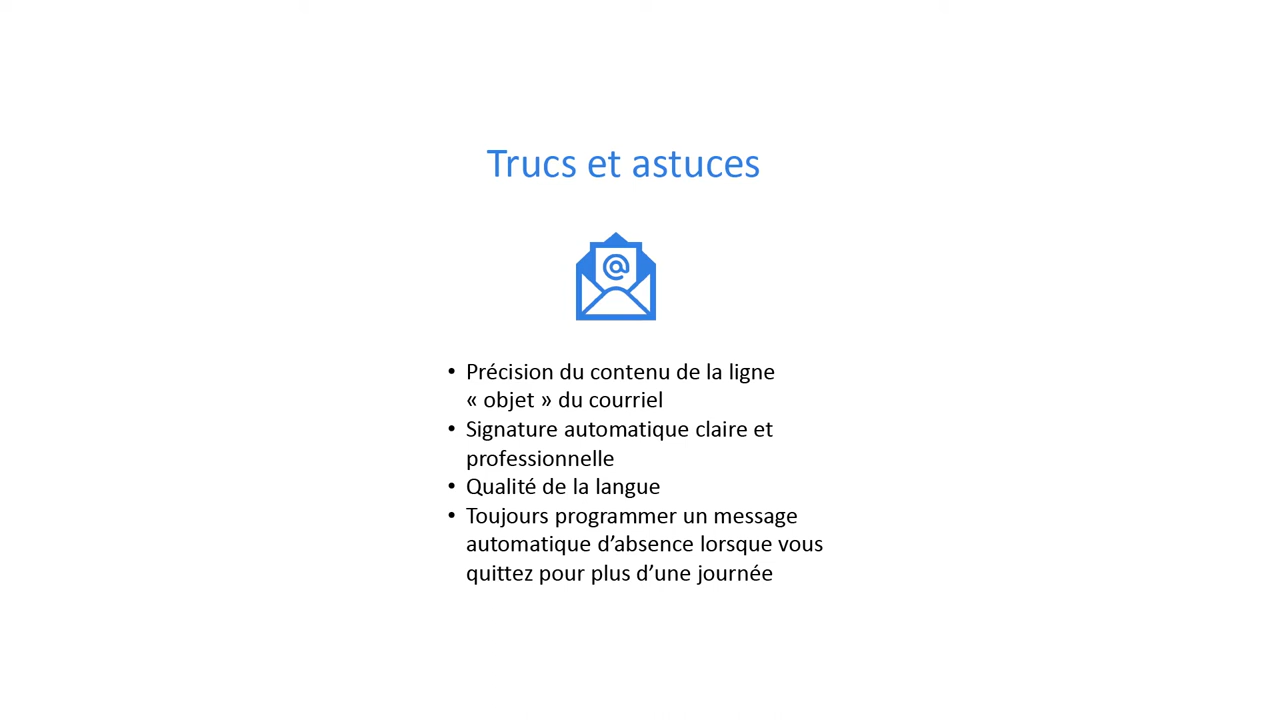 Trucs et astuces
@
• Précision du contenu de la ligne
« objet » du courriel
• Signature automatique claire et
professionnelle
• Qualité de la langue
• Toujours programmer un message
automatique d’absence lorsque vous
quittez pour plus d’une journée